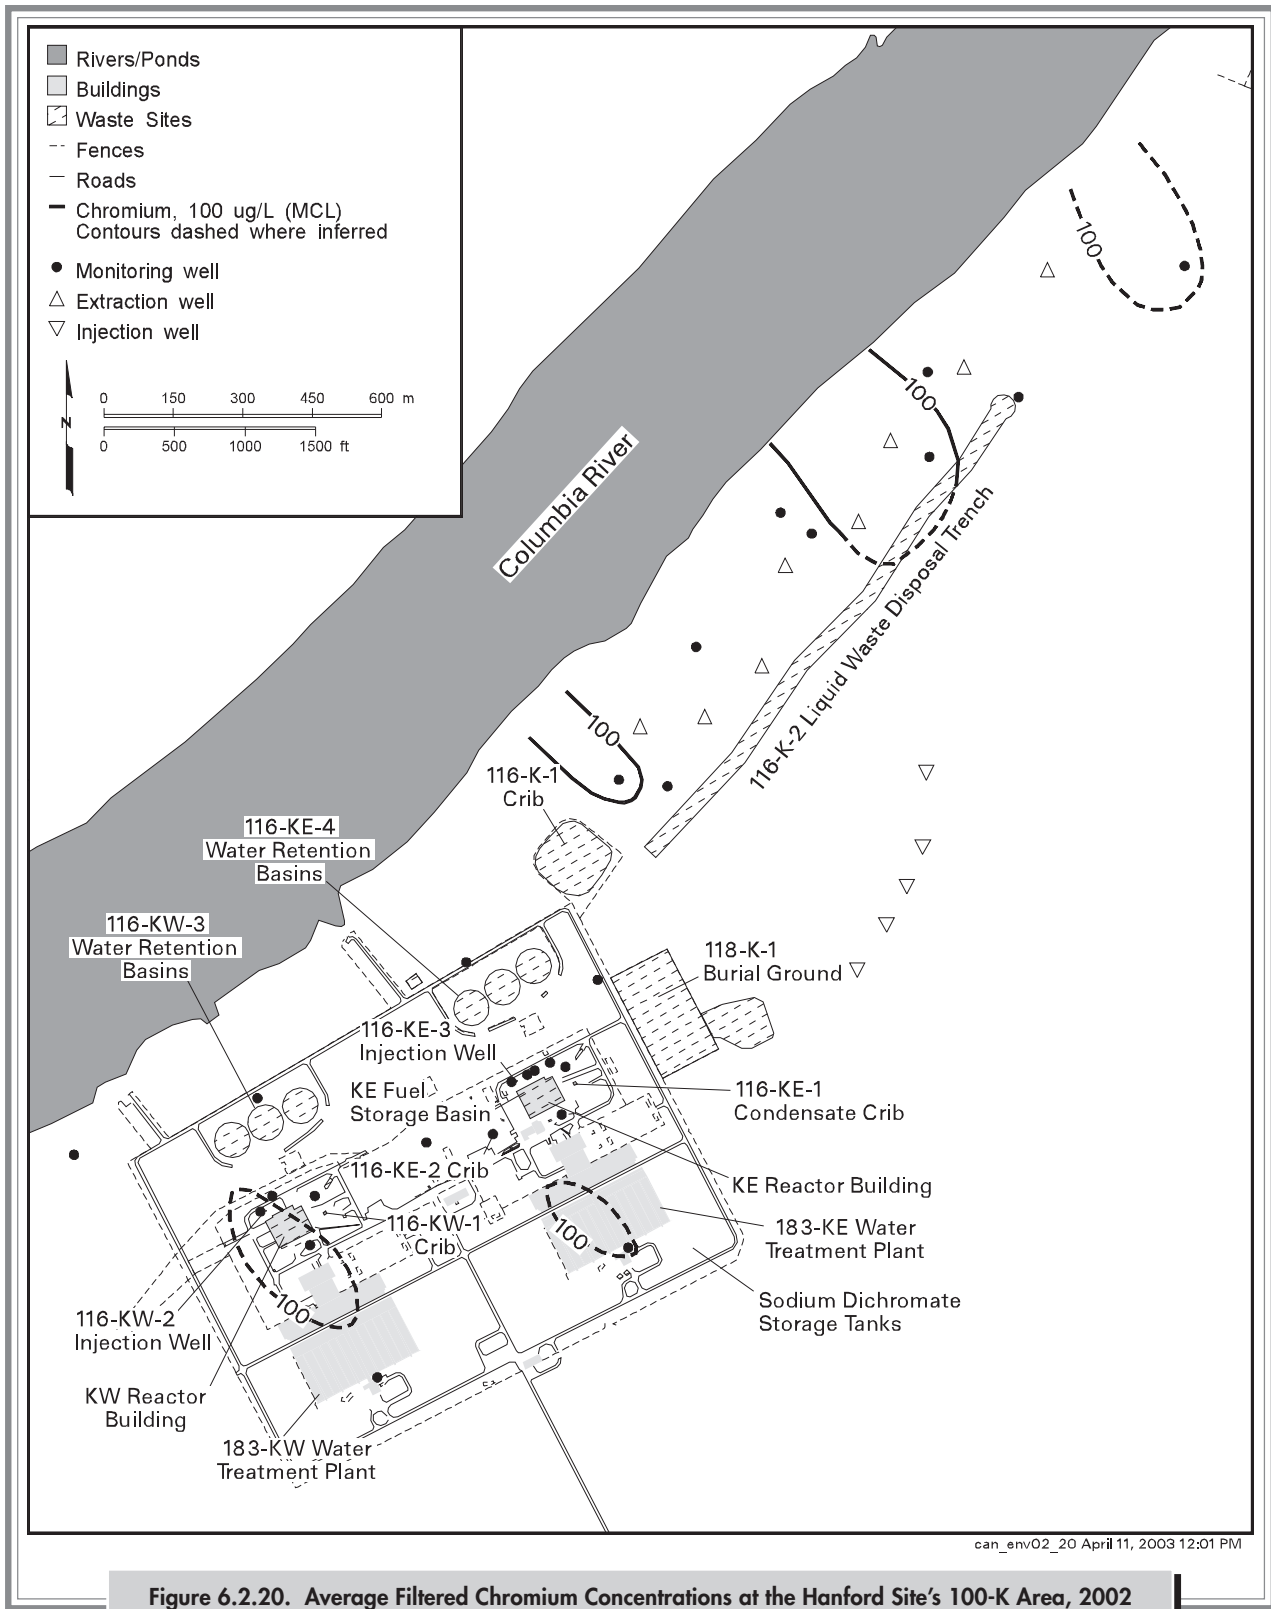 Rivers/Ponds
Buildings
Waste Sites
Fences
Roads
Chromium, 100 ug/L (MCL)
Contours dashed where inferred
Monitoring well
Extraction well
Injection well
0 150 300 450 600 m
N
0 500 1000 1500 ft
Columbia River
100
100
116-K-2 Liquid Waste Disposal Trench
100
116-K-1
Crib
116-KE-4
Water Retention
Basins
116-KW-3
Water Retention
Basins
118-K-1
Burial Ground
116-KE-3
Injection Well
KE Fuel
Storage Basin
116-KE-1
Condensate Crib
116-KE-2 Crib
KE Reactor Building
116-KW-1
Crib
100
183-KE Water
Treatment Plant
100
116-KW-2
Injection Well
Sodium Dichromate
Storage Tanks
KW Reactor
Building
183-KW Water
Treatment Plant
can_env02_20 April 11, 2003 12:01 PM
Figure 6.2.20. Average Filtered Chromium Concentrations at the Hanford Site's 100-K Area, 2002